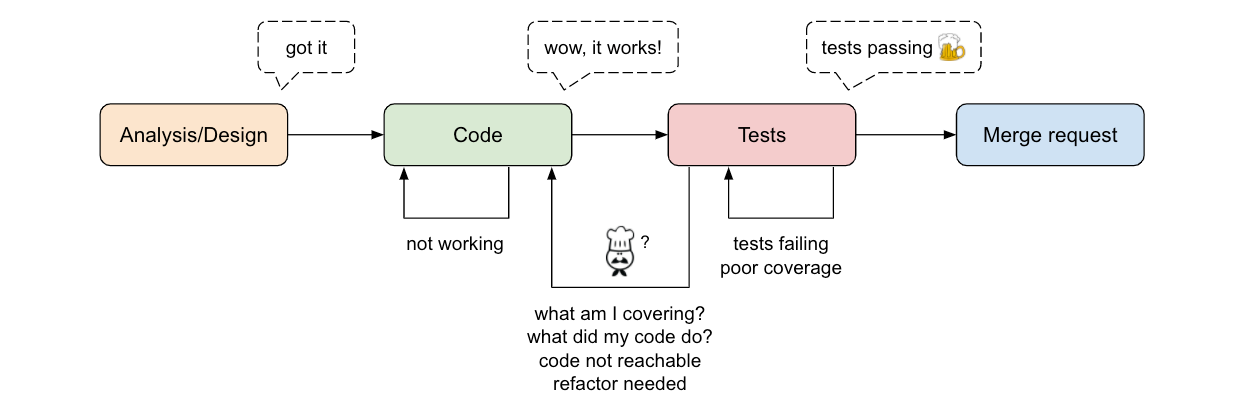 got it
wow, it works!
tests passing
Analysis/Design
Code
Tests
Merge request
not working
?
tests failing
poor coverage
what am I covering?
what did my code do?
code not reachable
refactor needed